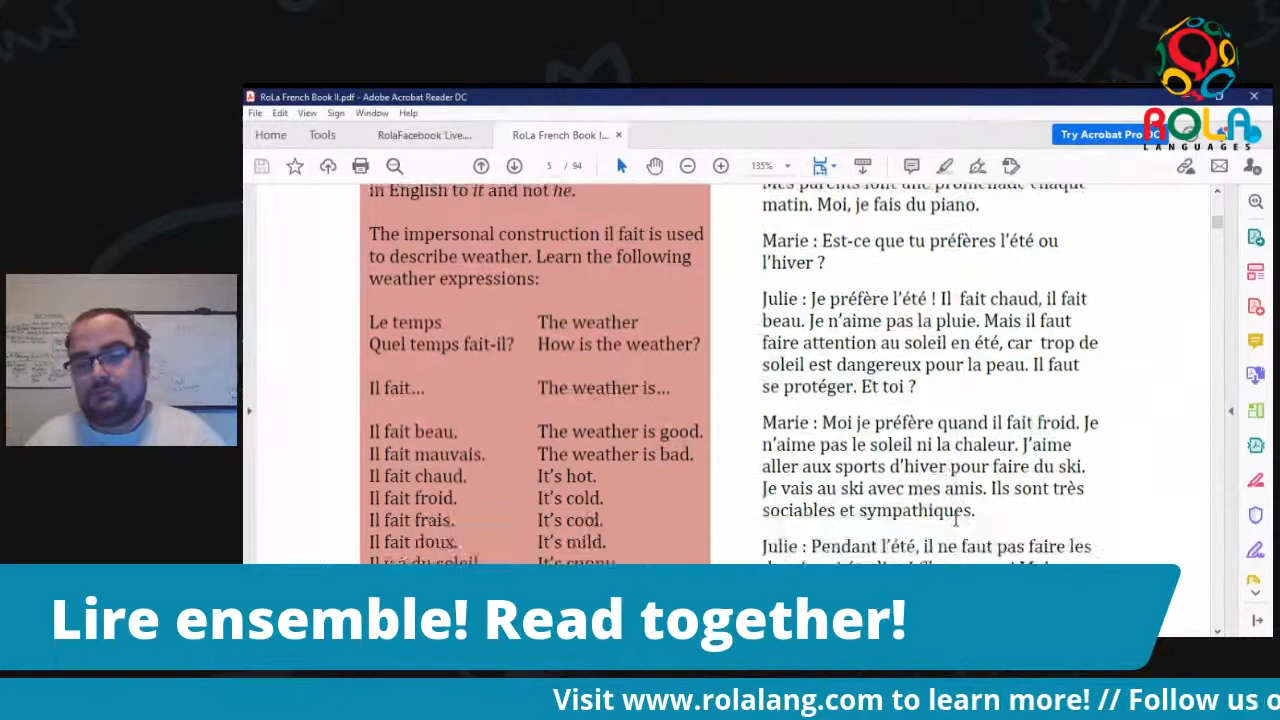 ROLA
LANGUAGES
RoLa French Book II.pdf - Adobe Acrobat Reader DC
File Edit View Sign Window Help
Home Tools RolaFacebook Live... RoLa French Book I... ×
Try Acrobat Pro DC
5 / 94 135%
in English to it and not he.
The impersonal construction il fait is used
to describe weather. Learn the following
weather expressions:
Le temps The weather
Quel temps fait-il? How is the weather?
Il fait... The weather is...
Il fait beau. The weather is good.
Il fait mauvais. The weather is bad.
Il fait chaud. It's hot.
Il fait froid. It's cold.
Il fait frais. It's cool.
Il fait doux. It's mild.
Il y a du soleil It's sunny
Mes parents font une promenade chaque
matin. Moi, je fais du piano.
Marie : Est-ce que tu préfères l'été ou
l'hiver ?
Julie : Je préfère l'été ! Il fait chaud, il fait
beau. Je n'aime pas la pluie. Mais il faut
faire attention au soleil en été, car trop de
soleil est dangereux pour la peau. Il faut
se protéger. Et toi ?
Marie : Moi je préfère quand il fait froid. Je
n'aime pas le soleil ni la chaleur. J'aime
aller aux sports d'hiver pour faire du ski.
Je vais au ski avec mes amis. Ils sont très
sociables et sympathiques.
Julie : Pendant l'été, il ne faut pas faire les
Lire ensemble! Read together!
Visit www.rolalang.com to learn more! // Follow us o